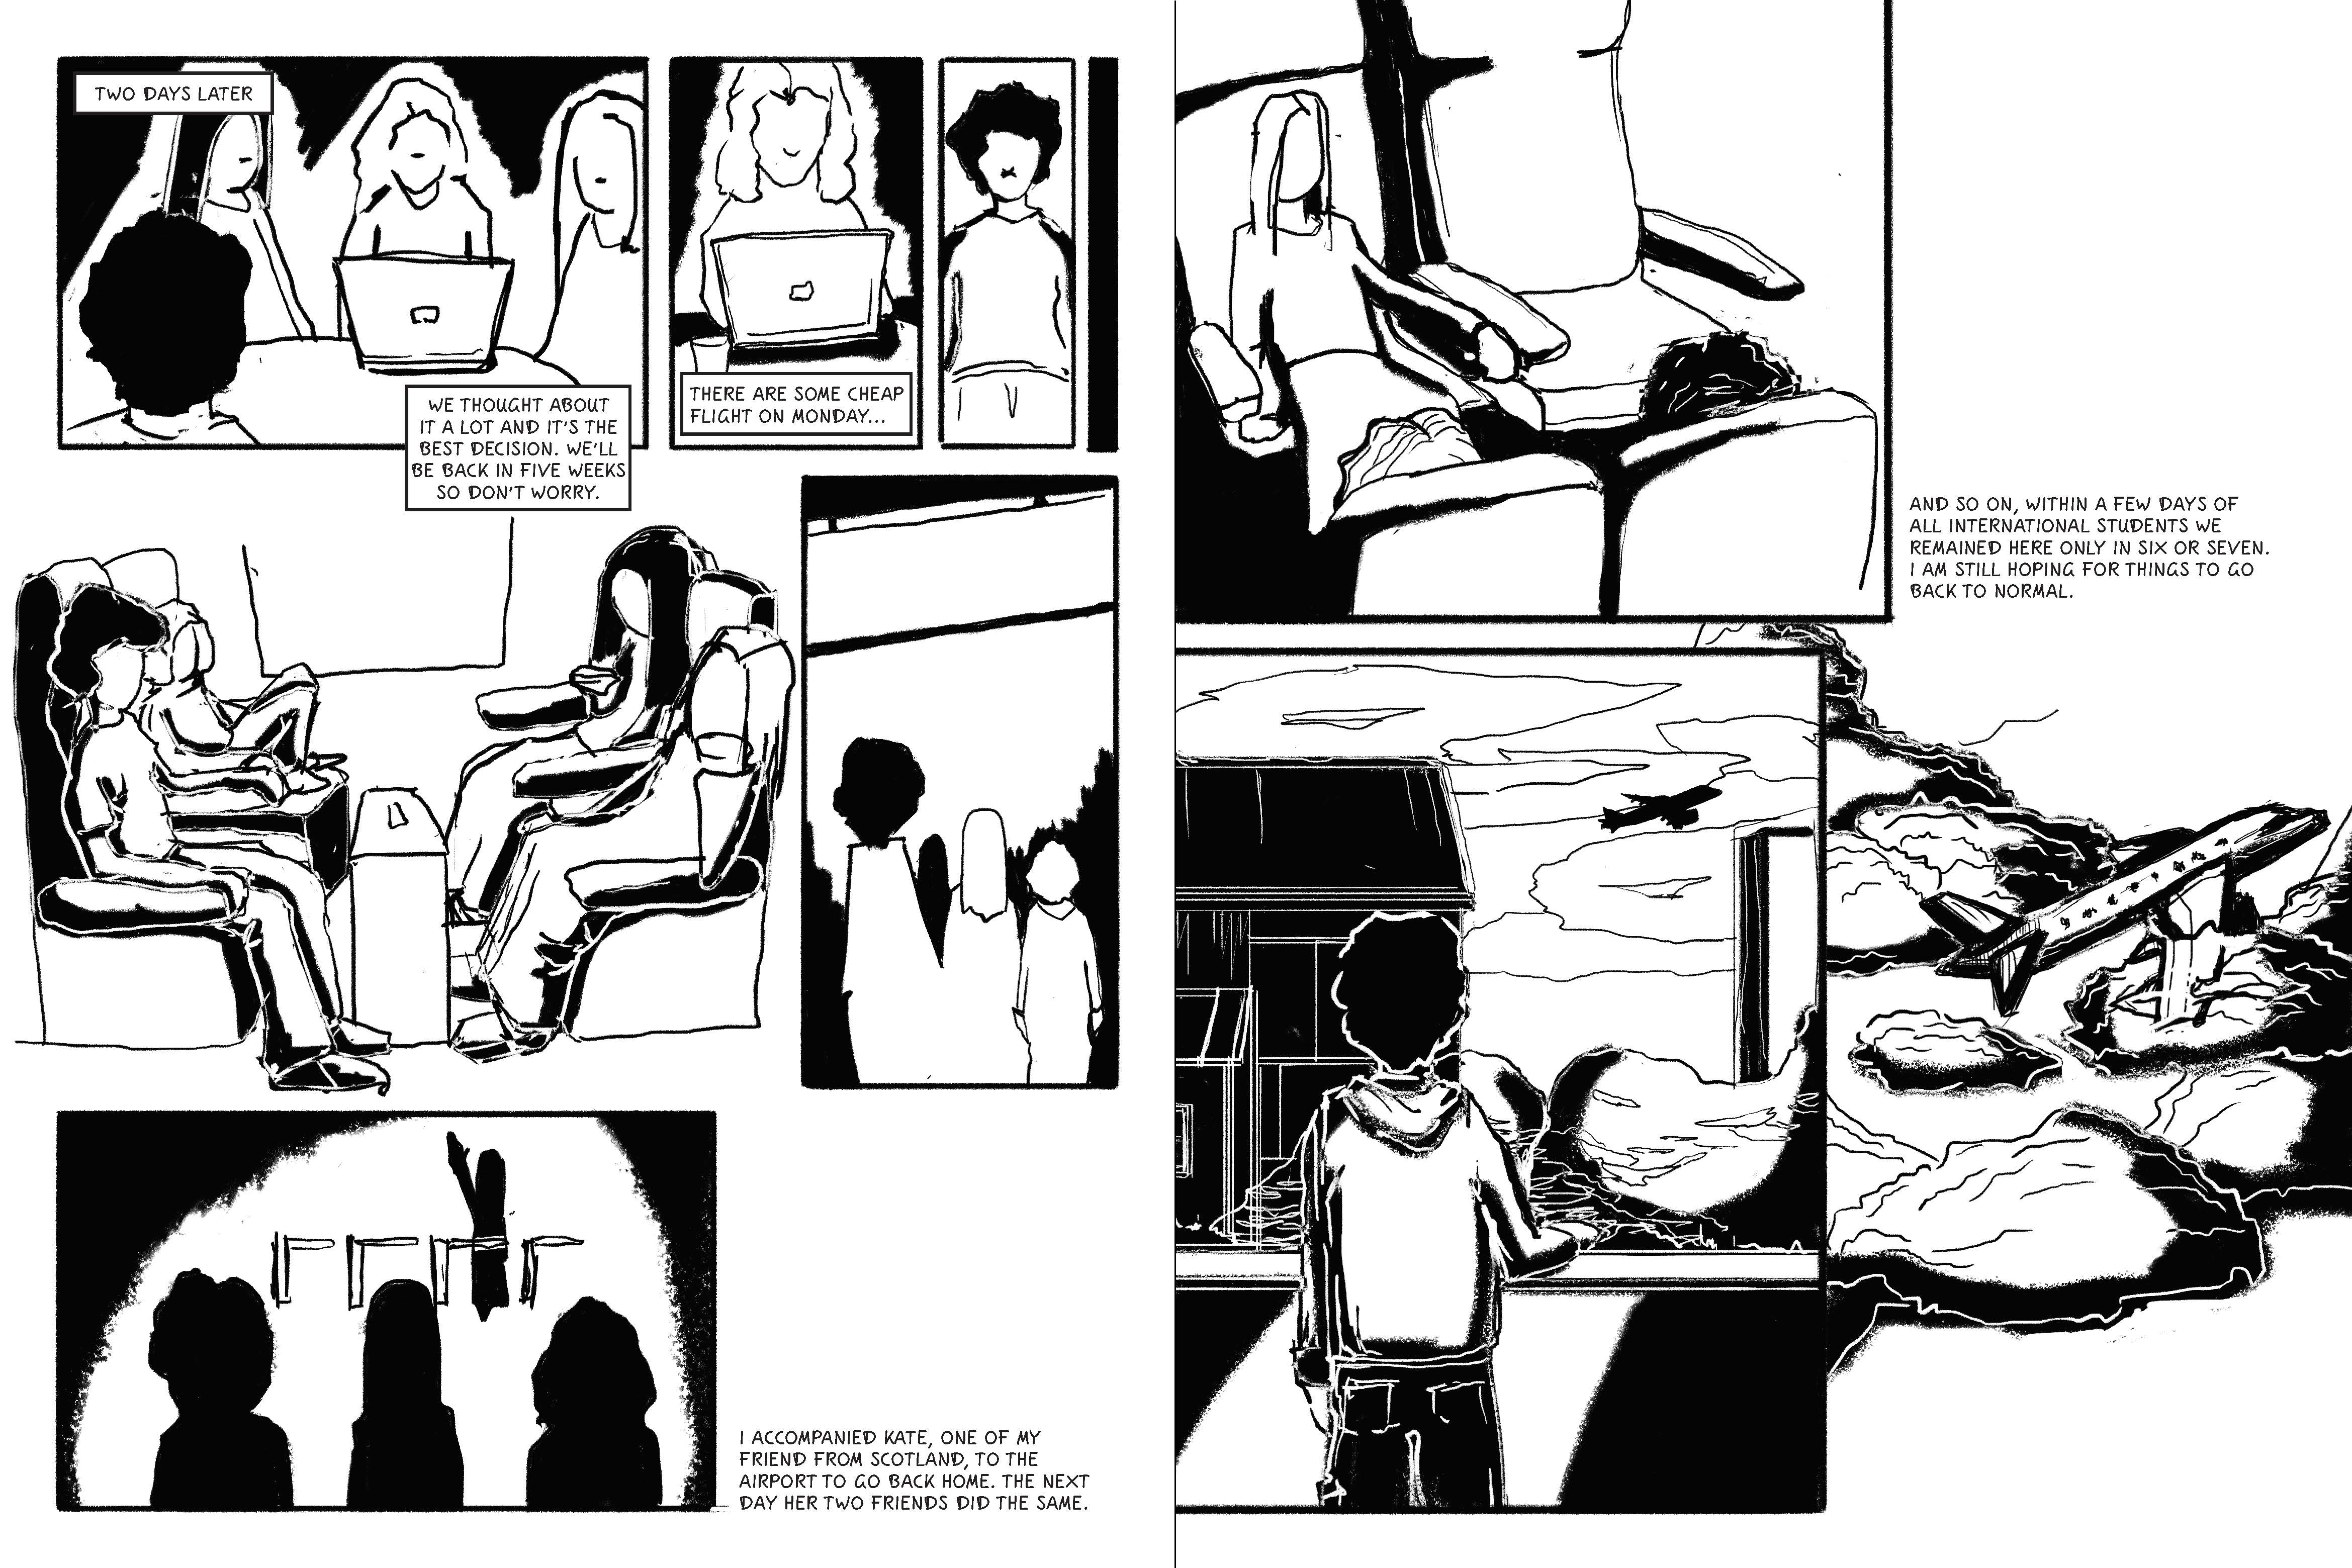 TWO DAYS LATER
WE THOUGHT ABOUT
IT A LOT AND IT'S THE
BEST DECISION. WE'LL
BE BACK IN FIVE WEEKS
SO DON'T WORRY.
THERE ARE SOME CHEAP
FLIGHT ON MONDAY...
I ACCOMPANIED KATE, ONE OF MY
FRIEND FROM SCOTLAND, TO THE
AIRPORT TO GO BACK HOME. THE NEXT
DAY HER TWO FRIENDS DID THE SAME.
AND SO ON, WITHIN A FEW DAYS OF
ALL INTERNATIONAL STUDENTS WE
REMAINED HERE ONLY IN SIX OR SEVEN.
I AM STILL HOPING FOR THINGS TO GO
BACK TO NORMAL.